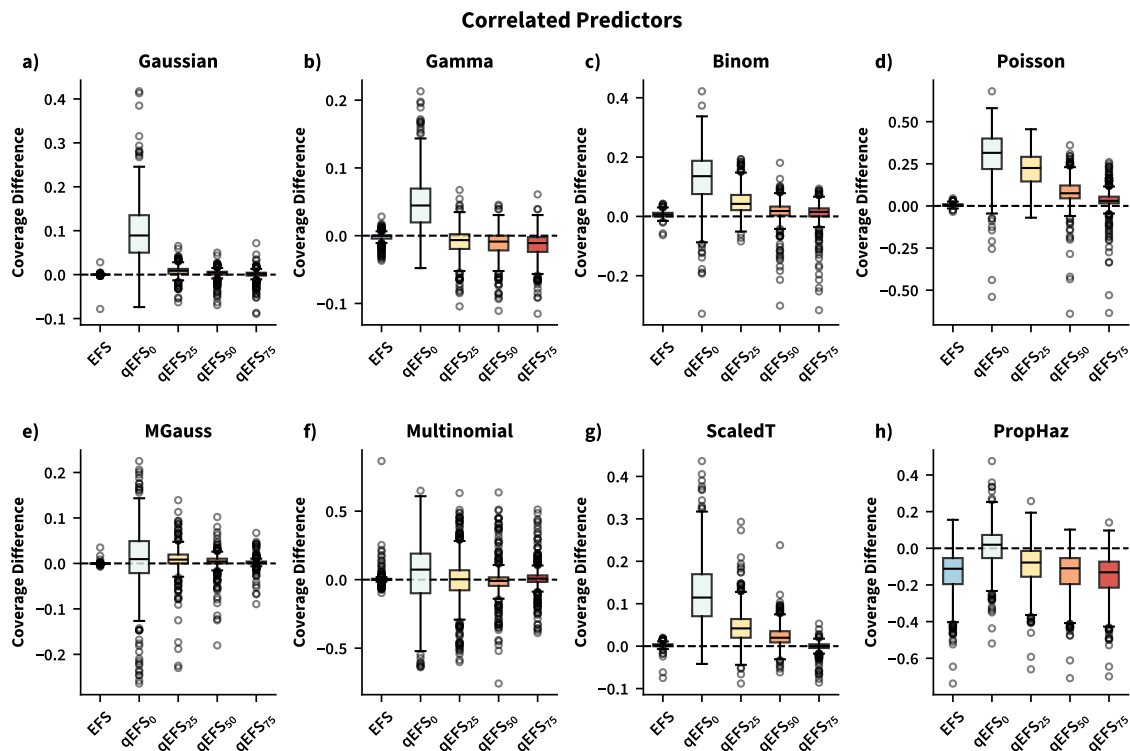 Correlated Predictors
a) Gaussian
Coverage Difference
0.4
0.3
0.2
0.1
0.0
−0.1
EFS qEFS₀ qEFS₂₅ qEFS₅₀ qEFS₇₅
b) Gamma
Coverage Difference
0.2
0.1
0.0
−0.1
EFS qEFS₀ qEFS₂₅ qEFS₅₀ qEFS₇₅
c) Binom
Coverage Difference
0.4
0.2
0.0
−0.2
EFS qEFS₀ qEFS₂₅ qEFS₅₀ qEFS₇₅
d) Poisson
Coverage Difference
0.50
0.25
0.00
−0.25
−0.50
EFS qEFS₀ qEFS₂₅ qEFS₅₀ qEFS₇₅
e) MGauss
Coverage Difference
0.2
0.1
0.0
−0.1
−0.2
EFS qEFS₀ qEFS₂₅ qEFS₅₀ qEFS₇₅
f) Multinomial
Coverage Difference
0.5
0.0
−0.5
EFS qEFS₀ qEFS₂₅ qEFS₅₀ qEFS₇₅
g) ScaledT
Coverage Difference
0.4
0.3
0.2
0.1
0.0
−0.1
EFS qEFS₀ qEFS₂₅ qEFS₅₀ qEFS₇₅
h) PropHaz
Coverage Difference
0.4
0.2
0.0
−0.2
−0.4
−0.6
EFS qEFS₀ qEFS₂₅ qEFS₅₀ qEFS₇₅